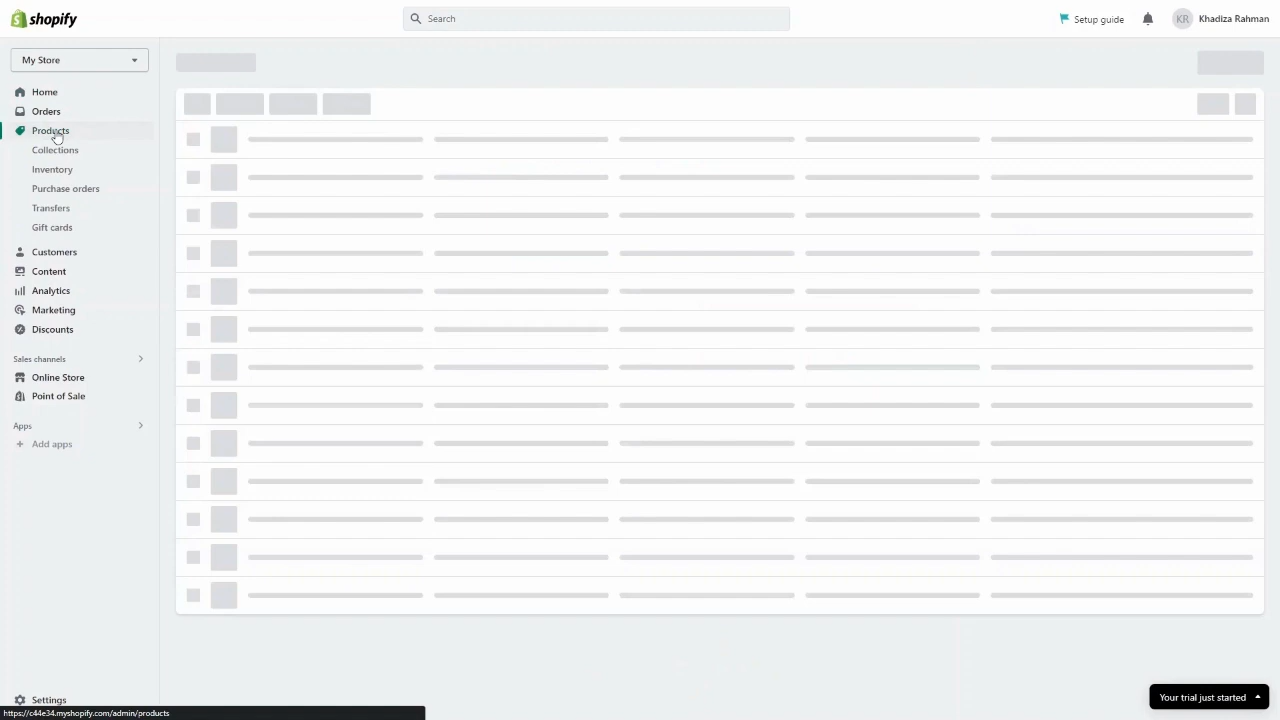 shopify
Search
Setup guide
KR
Khadiza Rahman
My Store
Home
Orders
Products
Collections
Inventory
Purchase orders
Transfers
Gift cards
Customers
Content
Analytics
Marketing
Discounts
Sales channels
Online Store
Point of Sale
Apps
Add apps
Settings
Your trial just started
https://c44e34.myshopify.com/admin/products